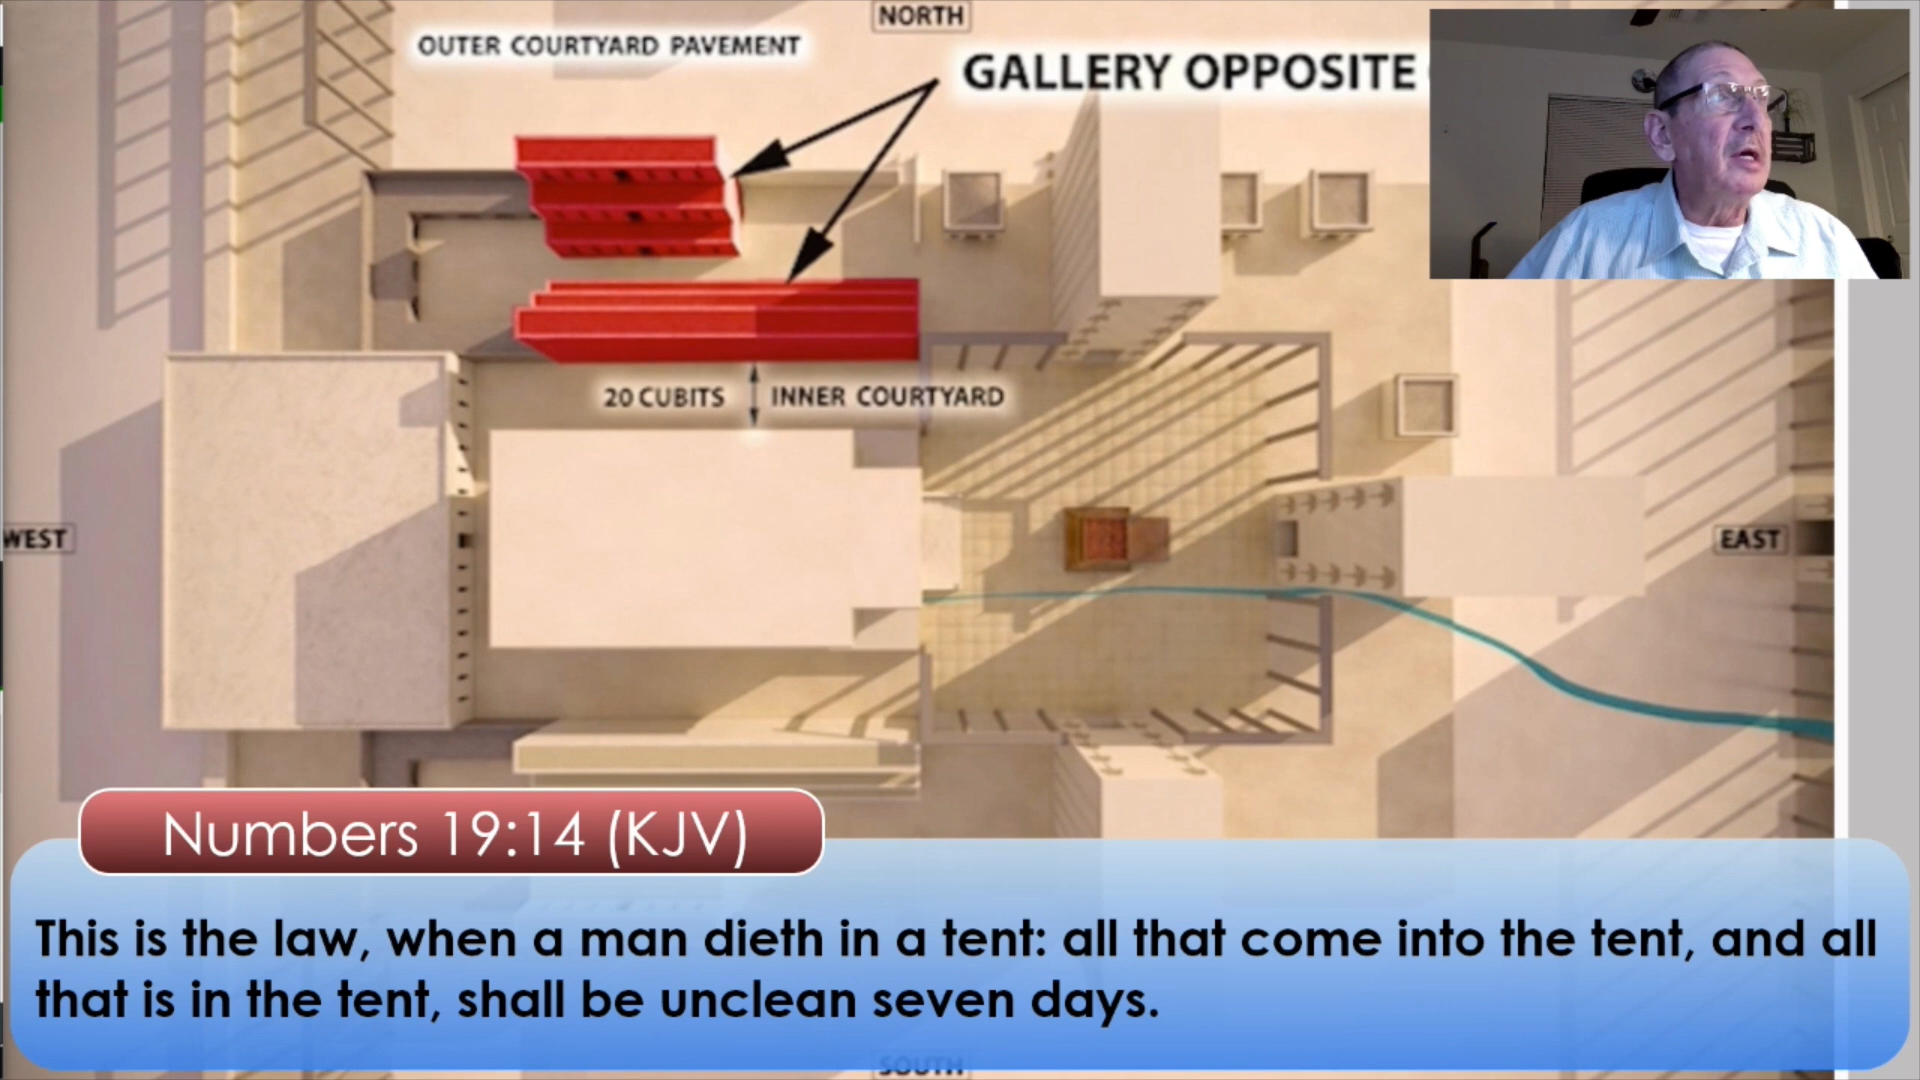 NORTH
OUTER COURTYARD PAVEMENT
GALLERY OPPOSITE
20 CUBITS
INNER COURTYARD
WEST
EAST
Numbers 19:14 (KJV)
This is the law, when a man dieth in a tent: all that come into the tent, and all
that is in the tent, shall be unclean seven days.
SOUTH